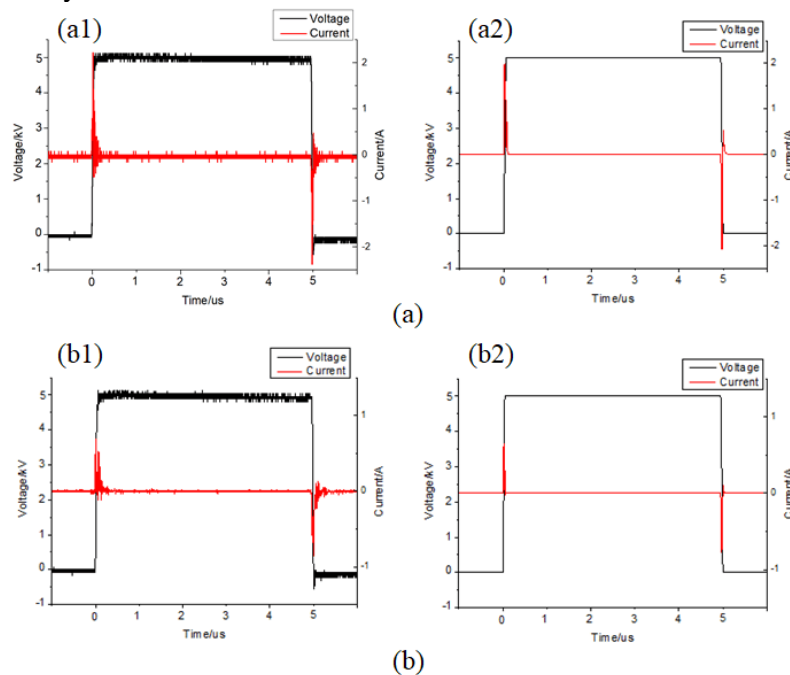 (a1)
Voltage
Current
5
4
3
2
1
0
-1
Voltage/kV
2
1
0
-1
-2
Current/A
0
1
2
3
4
5
Time/us
(a2)
Voltage
Current
5
4
3
2
1
0
-1
Voltage/kV
2
1
0
-1
-2
Current/A
0
1
2
3
4
5
Time/us
(a)
(b1)
Voltage
Current
5
4
3
2
1
0
-1
Voltage/kV
1
0
-1
Current/A
0
1
2
3
4
5
Time/us
(b2)
Voltage
Current
5
4
3
2
1
0
-1
Voltage/kV
1
0
-1
Current/A
0
1
2
3
4
5
Time/us
(b)